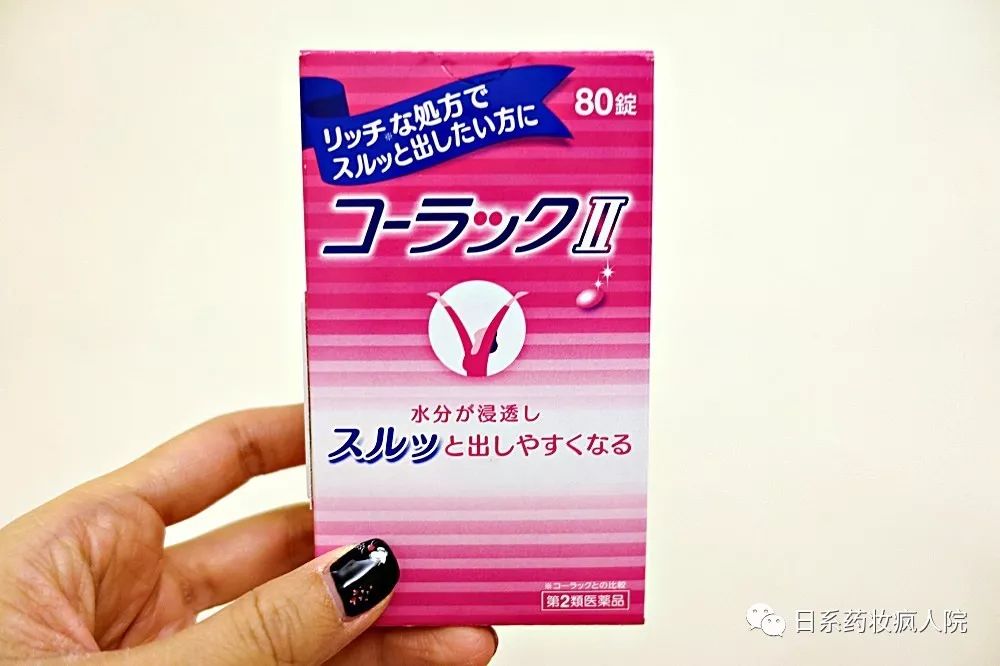 リッチ※な処方で
スルッと出したい方に
80錠
コーラックⅡ
水分が浸透し
スルッと出しやすくなる
※コーラックとの比較
第2類医薬品
日系药妆疯人院